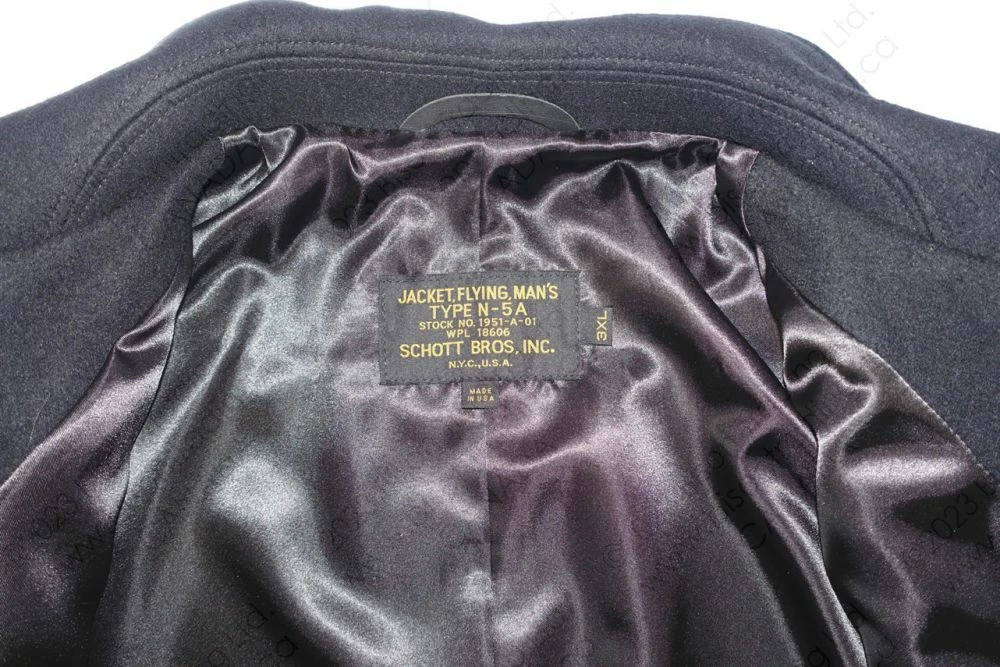 JACKET, FLYING, MAN'S
TYPE N-5A
STOCK NO. 1951-A-01
WPL 18606
SCHOTT BROS, INC.
N.Y.C., U.S.A.
3XL
MADE
IN USA